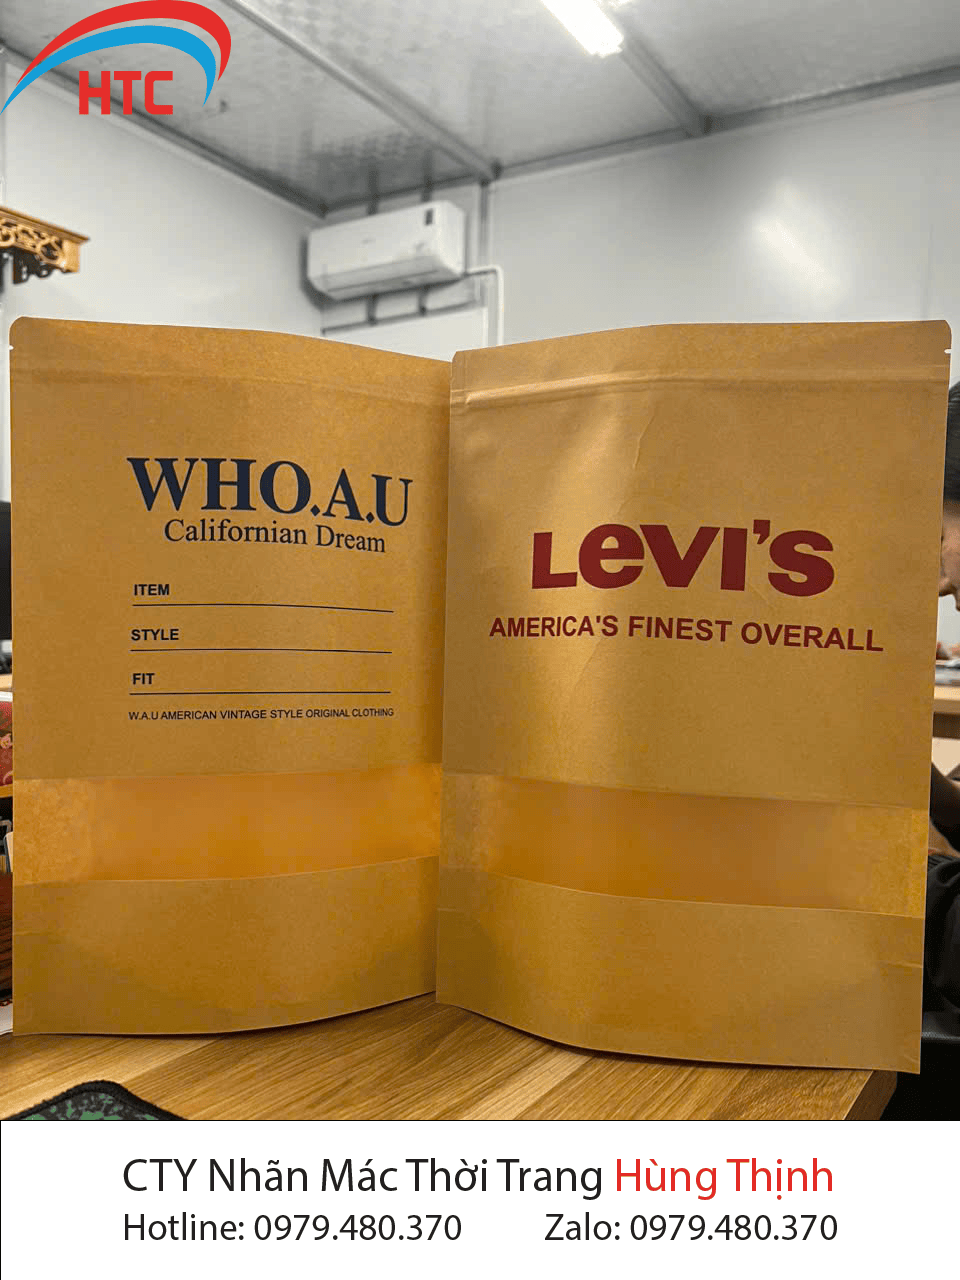 HTC
WHO.A.U
Californian Dream
ITEM
STYLE
FIT
W.A.U AMERICAN VINTAGE STYLE ORIGINAL CLOTHING
LEVI'S
AMERICA'S FINEST OVERALL
CTY Nhãn Mác Thời Trang Hùng Thịnh
Hotline: 0979.480.370 Zalo: 0979.480.370